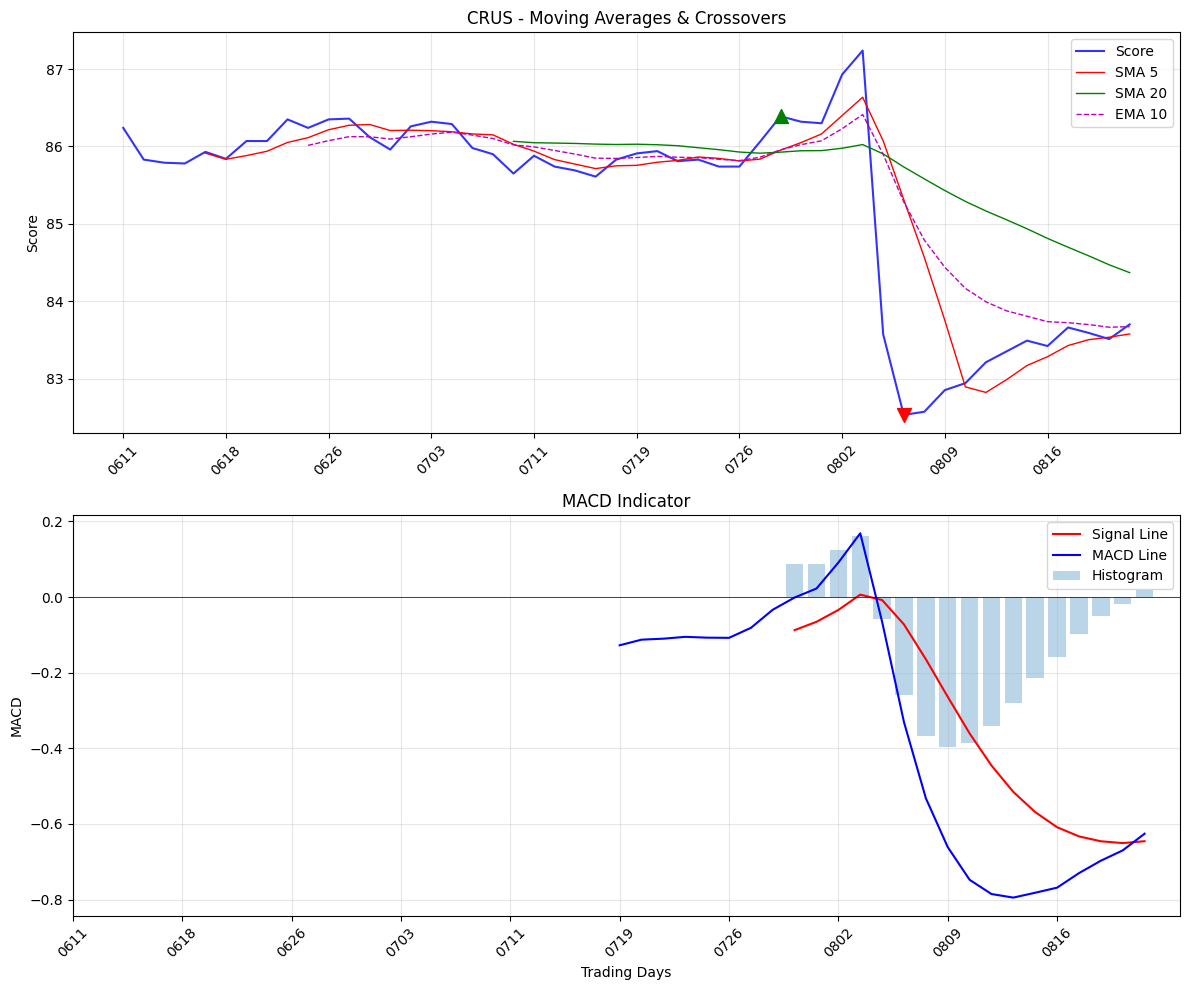 CRUS - Moving Averages & Crossovers
Score
SMA 5
SMA 20
EMA 10
87
86
85
84
83
Score
0611
0618
0626
0703
0711
0719
0726
0802
0809
0816
MACD Indicator
Signal Line
MACD Line
Histogram
0.2
0.0
−0.2
−0.4
−0.6
−0.8
MACD
0611
0618
0626
0703
0711
0719
0726
0802
0809
0816
Trading Days